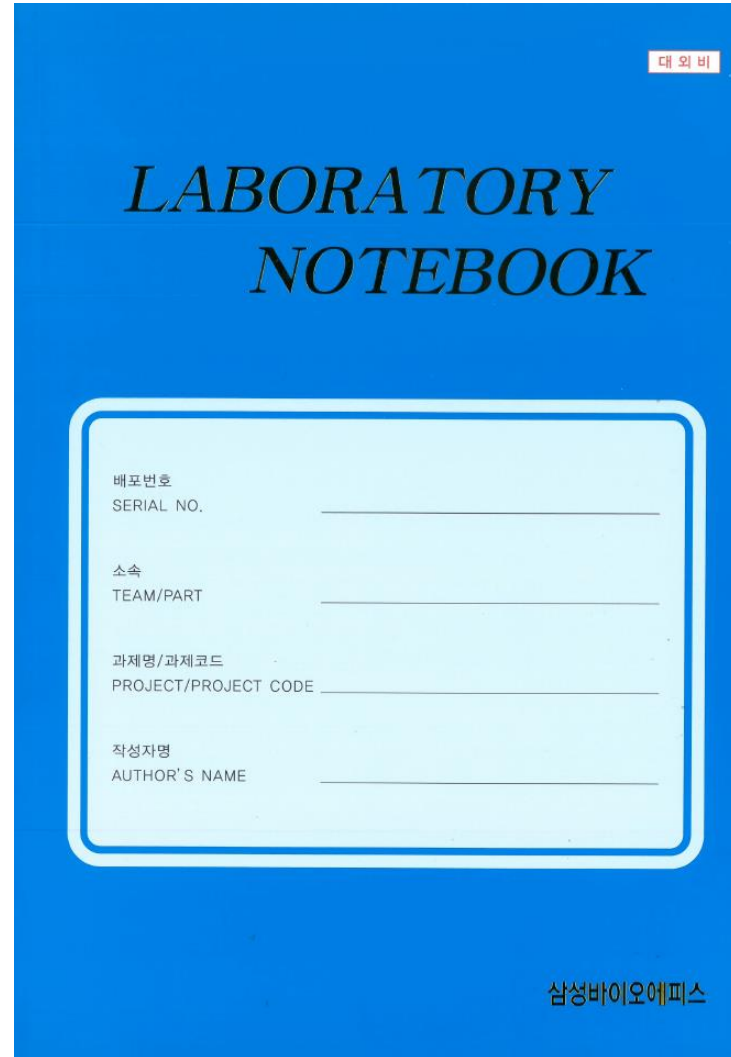 대외비
LABORATORY
NOTEBOOK
배포번호
SERIAL NO.
소속
TEAM/PART
과제명/과제코드
PROJECT/PROJECT CODE
작성자명
AUTHOR'S NAME
삼성바이오에피스